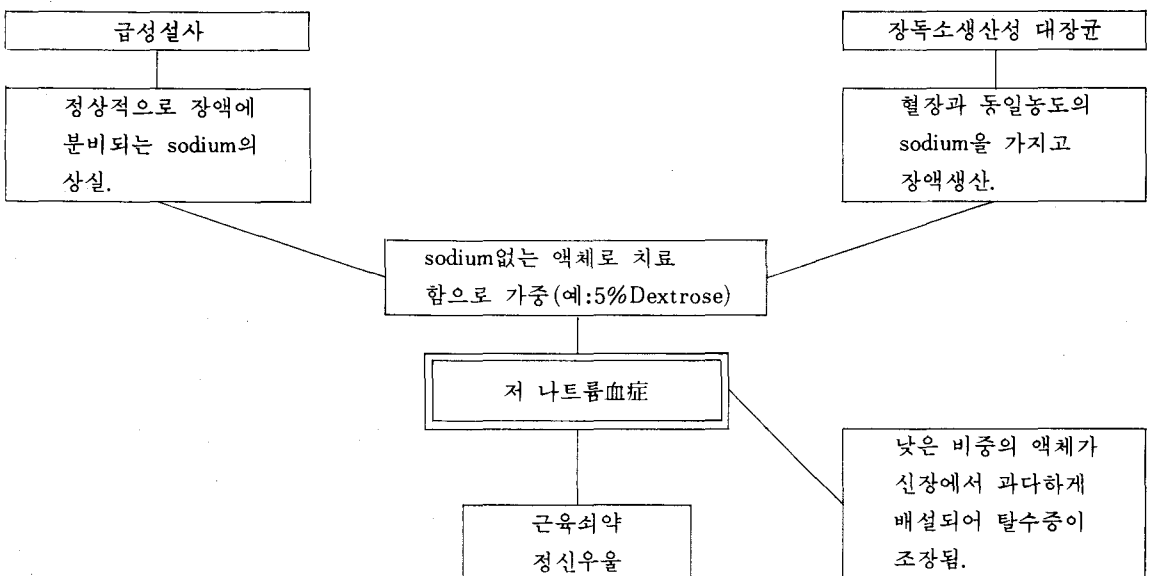 급성설사
장독소생산성 대장균
정상적으로 장액에
분비되는 sodium의
상실.
혈장과 동일농도의
sodium을 가지고
장액생산.
sodium없는 액체로 치료
함으로 가중(예:5%Dextrose)
저 나트륨血症
낮은 비중의 액체가
신장에서 과다하게
배설되어 탈수증이
조장됨.
근육쇠약
정신우울